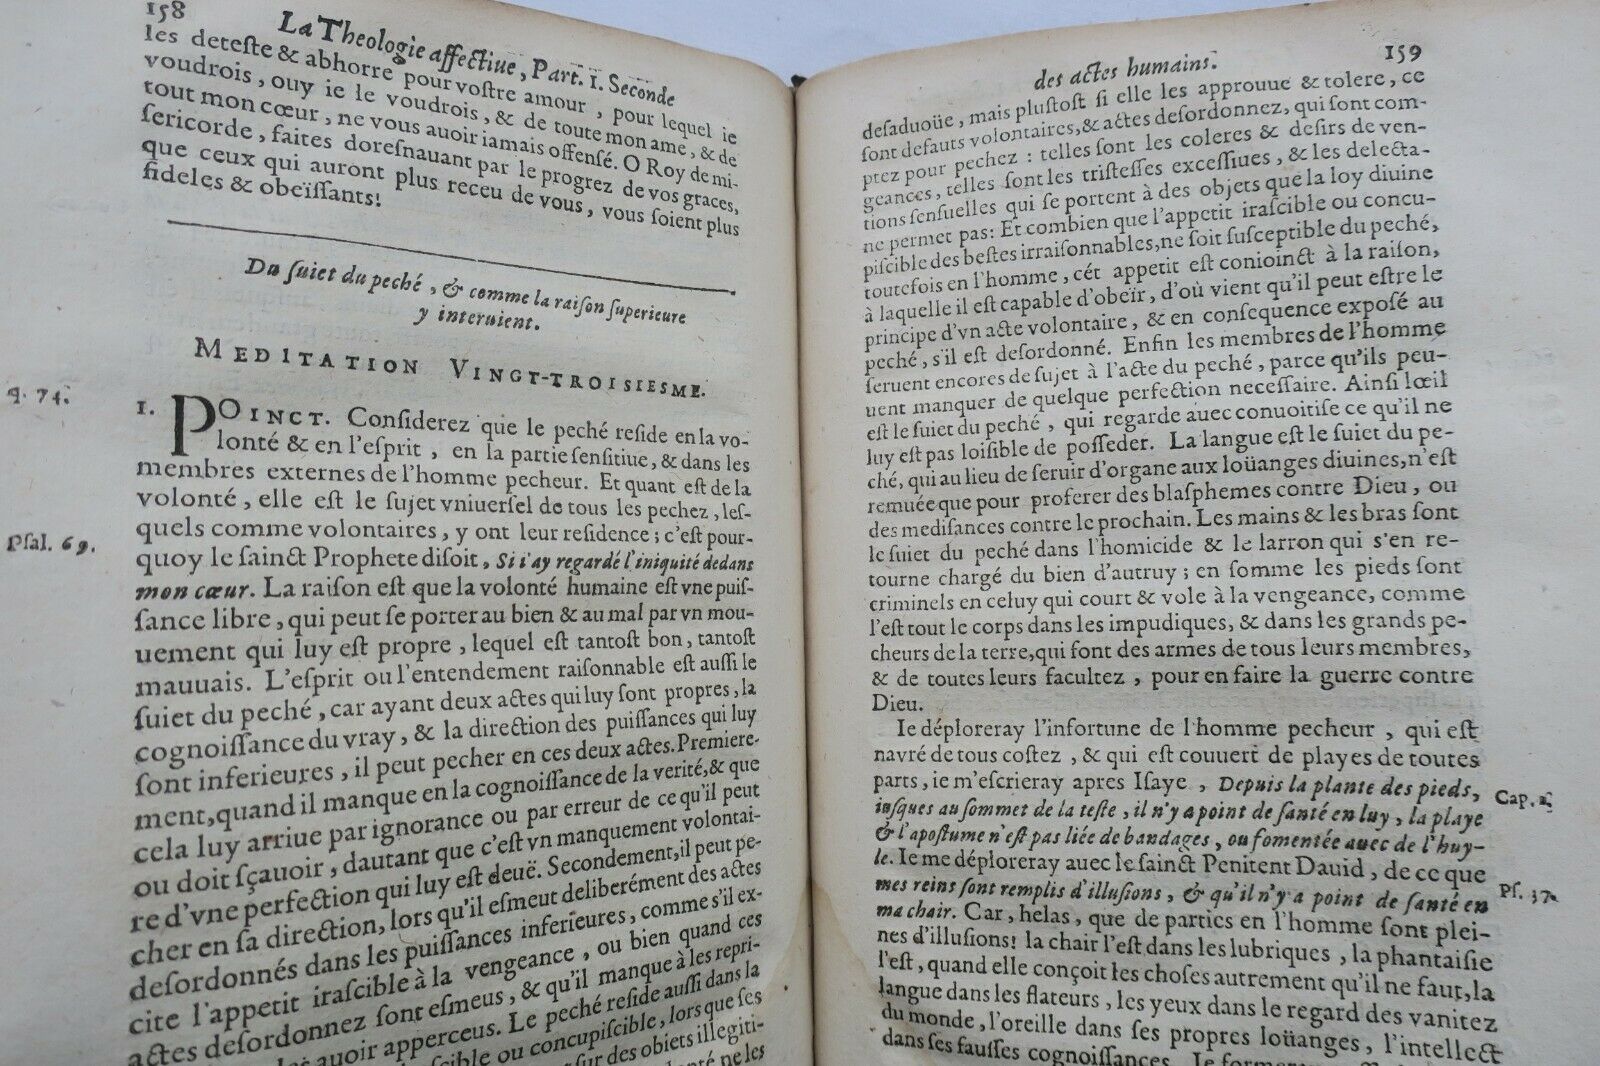 158
La Theologie affectiue, Part. 1. Seconde
les deteste & abhorre pour vostre amour, pour lequel ie
voudrois, ouy ie le voudrois, & de toute mon ame, & de
tout mon cœur, ne vous auoir iamais offensé. O Roy de mi-
sericorde, faites doresnauant par le progrez de vos graces,
que ceux qui auront plus receu de vous, vous soient plus
fideles & obeïssants!
Du suiet du peché, & comme la raison superieure
y interuient.
MEDITATION VINGT-TROISIESME.
q. 74.
1. POINCT. Considerez que le peché reside en la vo-
lonté & en l'esprit, en la partie sensitiue, & dans les
membres externes de l'homme pecheur. Et quant est de la
volonté, elle est le sujet vniuersel de tous les pechez, les-
quels comme volontaires, y ont leur residence; c'est pour-
Psal. 69.
quoy le sainct Prophete disoit, Si i'ay regardé l'iniquité dedans
mon cœur. La raison est que la volonté humaine est vne puis-
sance libre, qui peut se porter au bien & au mal par vn mou-
uement qui luy est propre, lequel est tantost bon, tantost
mauuais. L'esprit ou l'entendement raisonnable est aussi le
suiet du peché, car ayant deux actes qui luy sont propres, la
cognoissance du vray, & la direction des puissances qui luy
sont inferieures, il peut pecher en ces deux actes. Premiere-
ment, quand il manque en la cognoissance de la verité, & que
cela luy arriue par ignorance ou par erreur de ce qu'il peut
ou doit sçauoir, dautant que c'est vn manquement volontai-
re d'vne perfection qui luy est deuë. Secondement, il peut pe-
cher en sa direction, lors qu'il esmeut deliberément des actes
desordonnés dans les puissances inferieures, comme s'il ex-
cite l'appetit irascible à la vengeance, ou bien quand ces
actes desordonnez sont esmeus, & qu'il manque à les repri-
auoir apperceus. Le peché reside aussi dans la
ou concupiscible, lors que ses
sur des obiets illegiti-
ne les
159
des actes humains.
desaduoüe, mais plustost si elle les approuue & tolere, ce
sont defauts volontaires, & actes desordonnez, qui sont com-
ptez pour pechez: telles sont les coleres & desirs de ven-
geances, telles sont les tristesses excessiues, & les delecta-
tions sensuelles qui se portent à des objets que la loy diuine
ne permet pas: Et combien que l'appetit irascible ou concu-
piscible des bestes irraisonnables, ne soit susceptible du peché,
toutefois en l'homme, cét appetit est conioinct à la raison,
à laquelle il est capable d'obeïr, d'où vient qu'il peut estre le
principe d'vn acte volontaire, & en consequence exposé au
peché, s'il est desordonné. Enfin les membres de l'homme
seruent encores de sujet à l'acte du peché, parce qu'ils peu-
uent manquer de quelque perfection necessaire. Ainsi l'œil
est le suiet du peché, qui regarde auec conuoitise ce qu'il ne
luy est pas loisible de posseder. La langue est le suiet du pe-
ché, qui au lieu de seruir d'organe aux loüanges diuines, n'est
remuée que pour proferer des blasphemes contre Dieu, ou
des medisances contre le prochain. Les mains & les bras sont
le suiet du peché dans l'homicide & le larron qui s'en re-
tourne chargé du bien d'autruy; en somme les pieds sont
criminels en celuy qui court & vole à la vengeance, comme
l'est tout le corps dans les impudiques, & dans les grands pe-
cheurs de la terre, qui font des armes de tous leurs membres,
& de toutes leurs facultez, pour en faire la guerre contre
Dieu.
Ie déploreray l'infortune de l'homme pecheur, qui est
navré de tous costez, & qui est couuert de playes de toutes
parts, ie m'escrieray apres Isaye, Depuis la plante des pieds,
Cap. 1.
iusques au sommet de la teste, il n'y a point de santé en luy, la playe
& l'apostume n'est pas liée de bandages, ou fomentée auec de l'huy-
le. Ie me déploreray auec le sainct Penitent Dauid, de ce que
Ps. 37.
mes reins sont remplis d'illusions, & qu'il n'y a point de santé en
ma chair. Car, helas, que de parties en l'homme sont plei-
nes d'illusions! la chair l'est dans les lubriques, la phantaisie
l'est, quand elle conçoit les choses autrement qu'il ne faut, la
langue dans les flateurs, les yeux dans le regard des vanitez
du monde, l'oreille dans ses propres loüanges, l'intellect
dans ses fausses cognoissances.